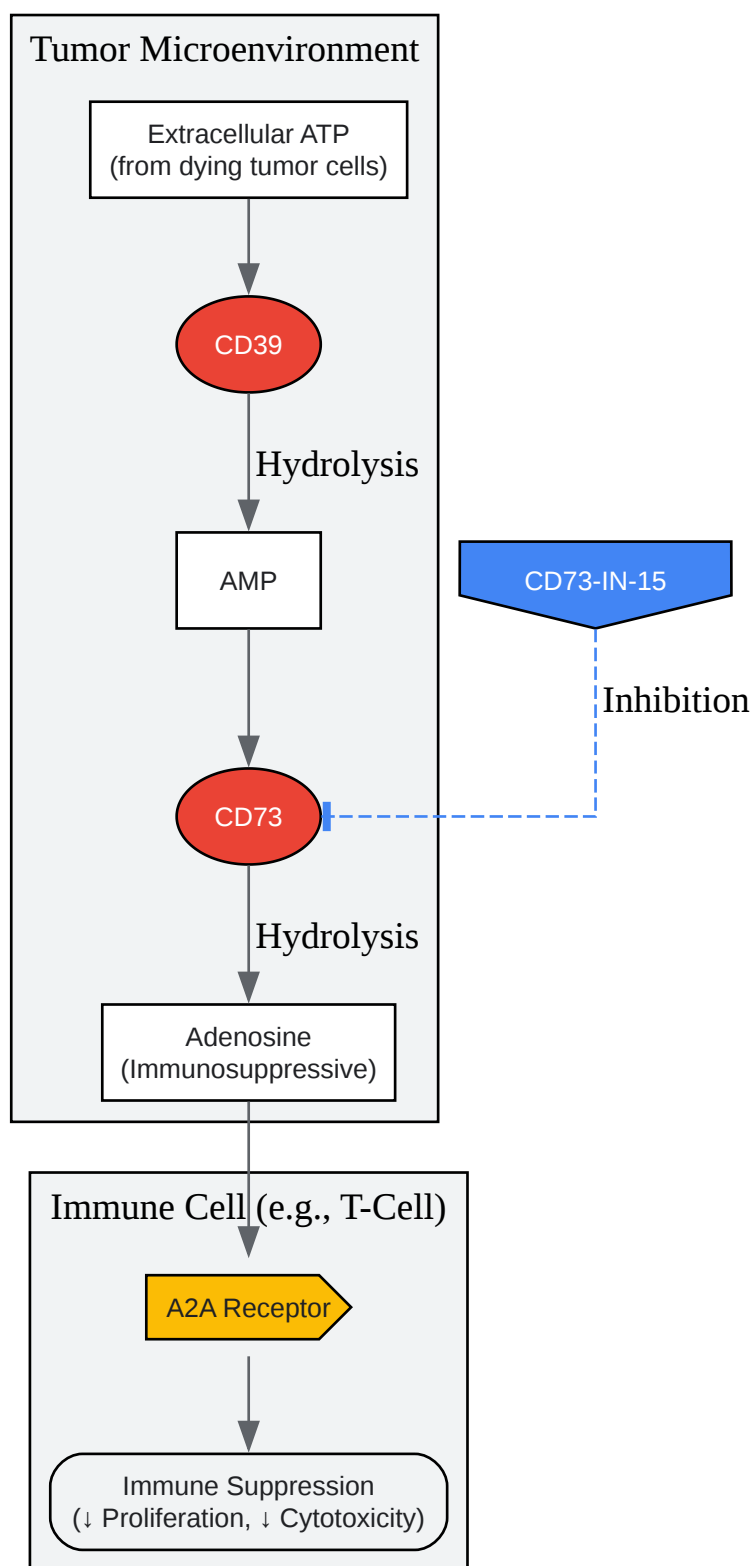 Tumor Microenvironment
Extracellular ATP
(from dying tumor cells)
CD39
Hydrolysis
AMP
CD73-IN-15
Inhibition
CD73
Hydrolysis
Adenosine
(Immunosuppressive)
Immune Cell (e.g., T-Cell)
A2A Receptor
Immune Suppression
(↓ Proliferation, ↓ Cytotoxicity)